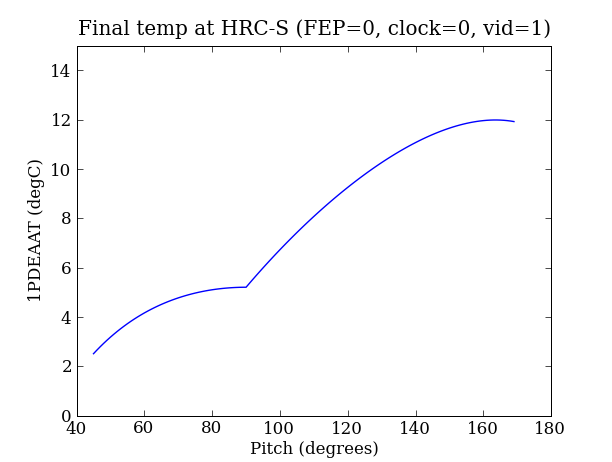 Final temp at HRC-S (FEP=0, clock=0, vid=1)
14
12
10
8
6
4
2
0
1PDEAAT (degC)
40 60 80 100 120 140 160 180
Pitch (degrees)